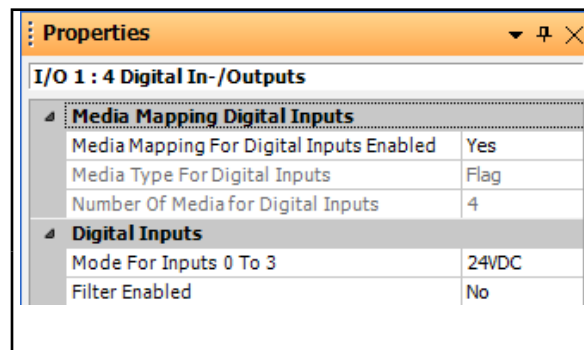 Properties
I/O 1 : 4 Digital In-/Outputs
Media Mapping Digital Inputs
Media Mapping For Digital Inputs Enabled Yes
Media Type For Digital Inputs Flag
Number Of Media for Digital Inputs 4
Digital Inputs
Mode For Inputs 0 To 3 24VDC
Filter Enabled No